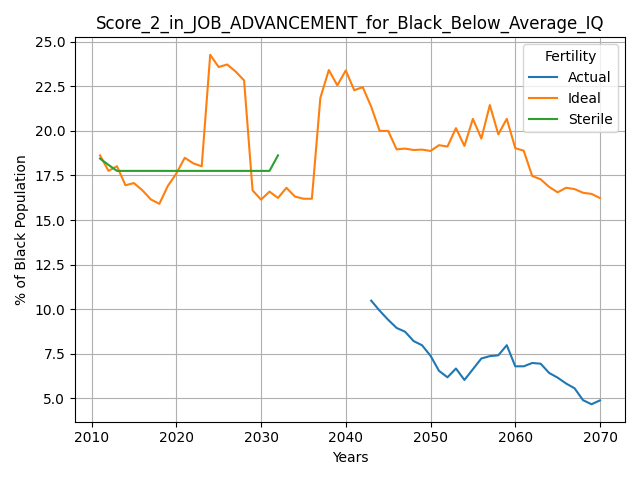 Score_2_in_JOB_ADVANCEMENT_for_Black_Below_Average_IQ
Fertility
Actual
Ideal
Sterile
% of Black Population
25.0
22.5
20.0
17.5
15.0
12.5
10.0
7.5
5.0
2010 2020 2030 2040 2050 2060 2070
Years